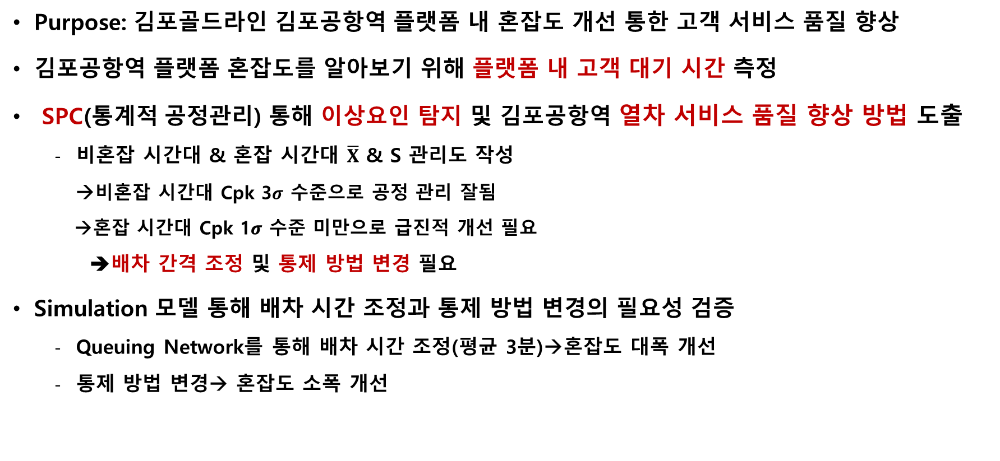 • Purpose: 김포골드라인 김포공항역 플랫폼 내 혼잡도 개선 통한 고객 서비스 품질 향상
• 김포공항역 플랫폼 혼잡도를 알아보기 위해 플랫폼 내 고객 대기 시간 측정
• SPC(통계적 공정관리) 통해 이상요인 탐지 및 김포공항역 열차 서비스 품질 향상 방법 도출
- 비혼잡 시간대 & 혼잡 시간대 X̅ & S 관리도 작성
→비혼잡 시간대 Cpk 3σ 수준으로 공정 관리 잘됨
→혼잡 시간대 Cpk 1σ 수준 미만으로 급진적 개선 필요
➔배차 간격 조정 및 통제 방법 변경 필요
• Simulation 모델 통해 배차 시간 조정과 통제 방법 변경의 필요성 검증
- Queuing Network를 통해 배차 시간 조정(평균 3분)→혼잡도 대폭 개선
- 통제 방법 변경→ 혼잡도 소폭 개선